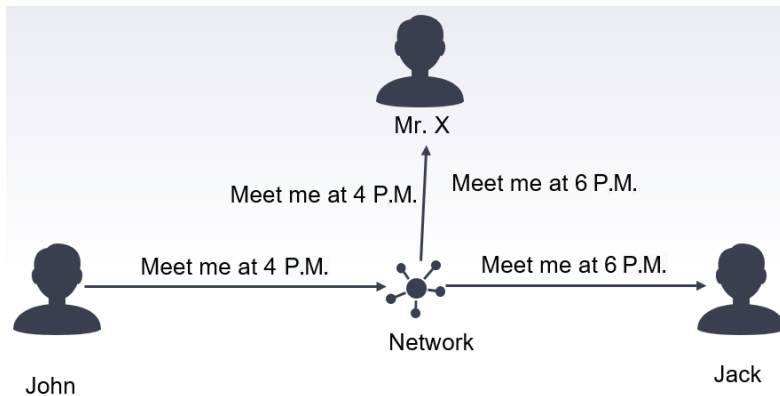 Mr. X
Meet me at 4 P.M.
Meet me at 6 P.M.
Meet me at 4 P.M.
Meet me at 6 P.M.
Network
John
Jack